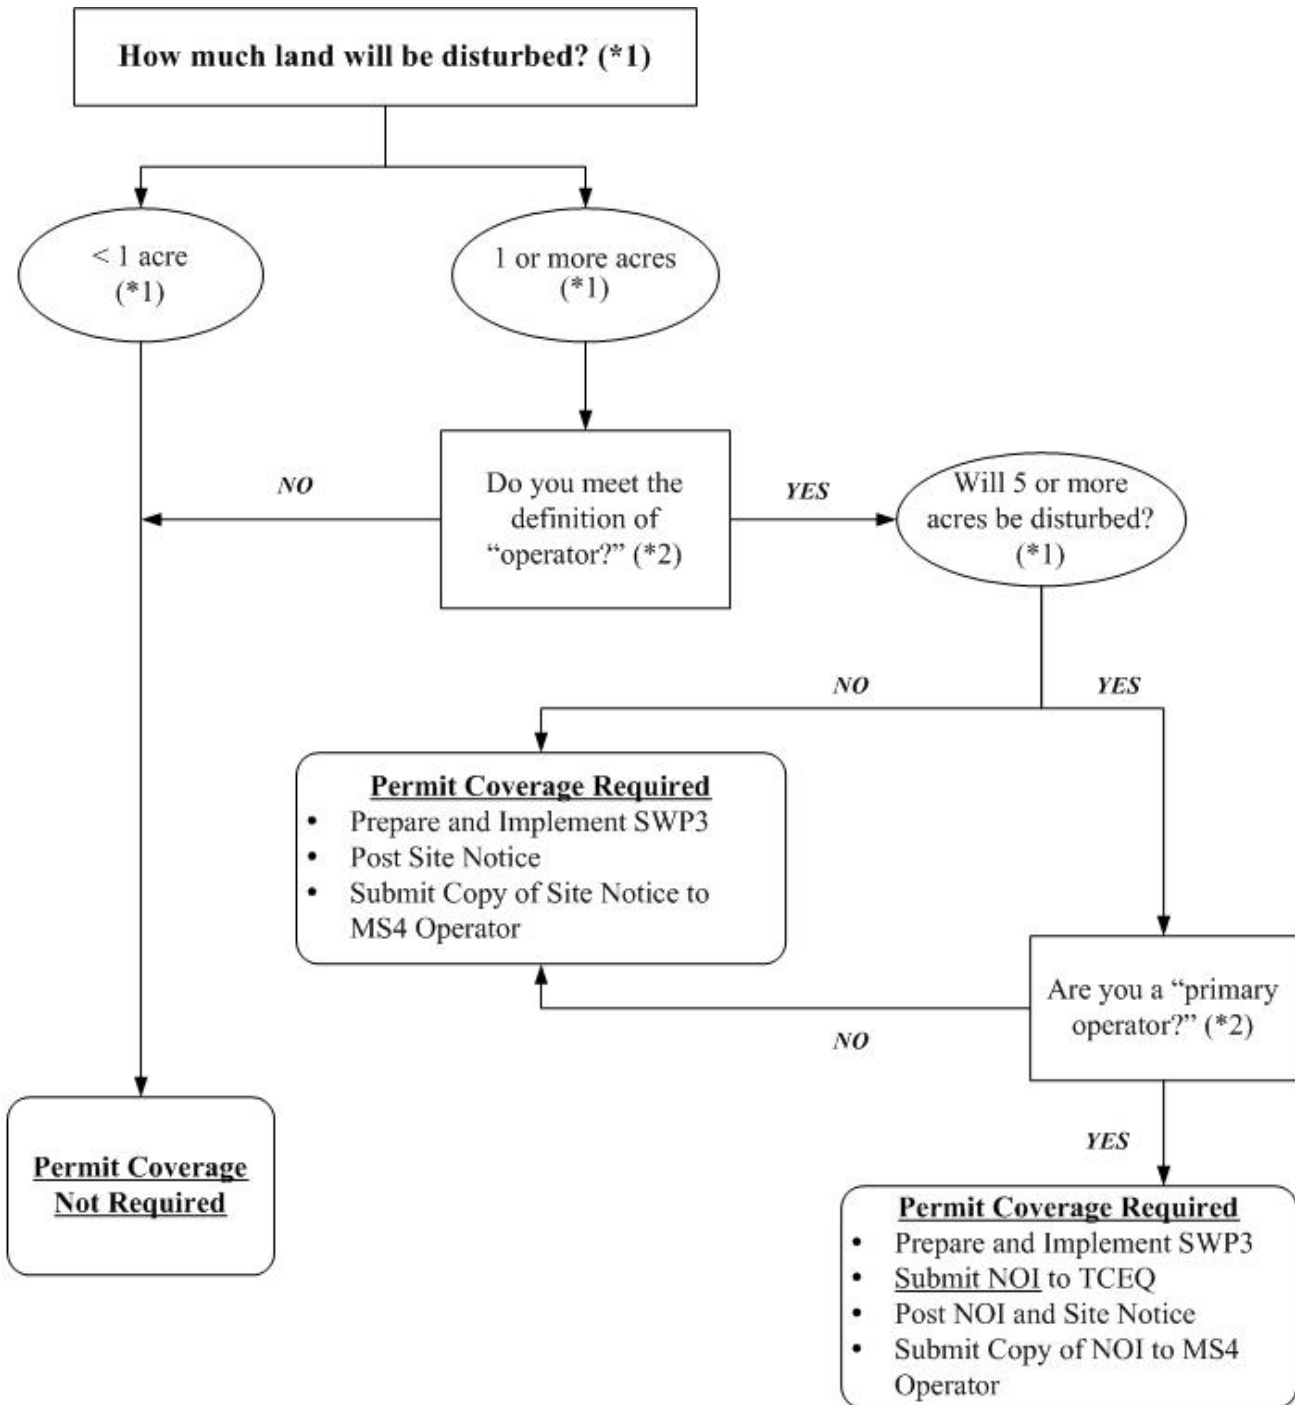 How much land will be disturbed? (*1)
< 1 acre
(*1)
1 or more acres
(*1)
NO
Do you meet the
definition of
“operator?” (*2)
YES
Will 5 or more
acres be disturbed?
(*1)
NO
YES
Permit Coverage Required
• Prepare and Implement SWP3
• Post Site Notice
• Submit Copy of Site Notice to
MS4 Operator
Are you a “primary
operator?” (*2)
NO
YES
Permit Coverage
Not Required
Permit Coverage Required
• Prepare and Implement SWP3
• Submit NOI to TCEQ
• Post NOI and Site Notice
• Submit Copy of NOI to MS4
Operator